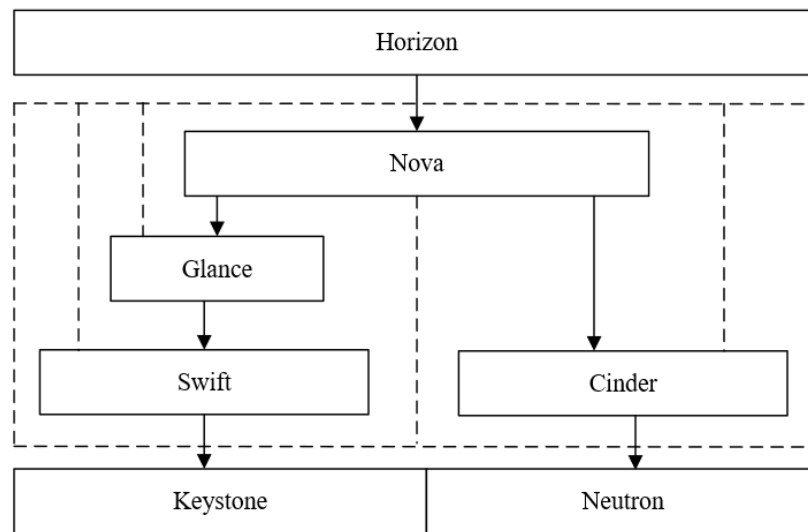 Horizon
Nova
Glance
Swift
Cinder
Keystone
Neutron